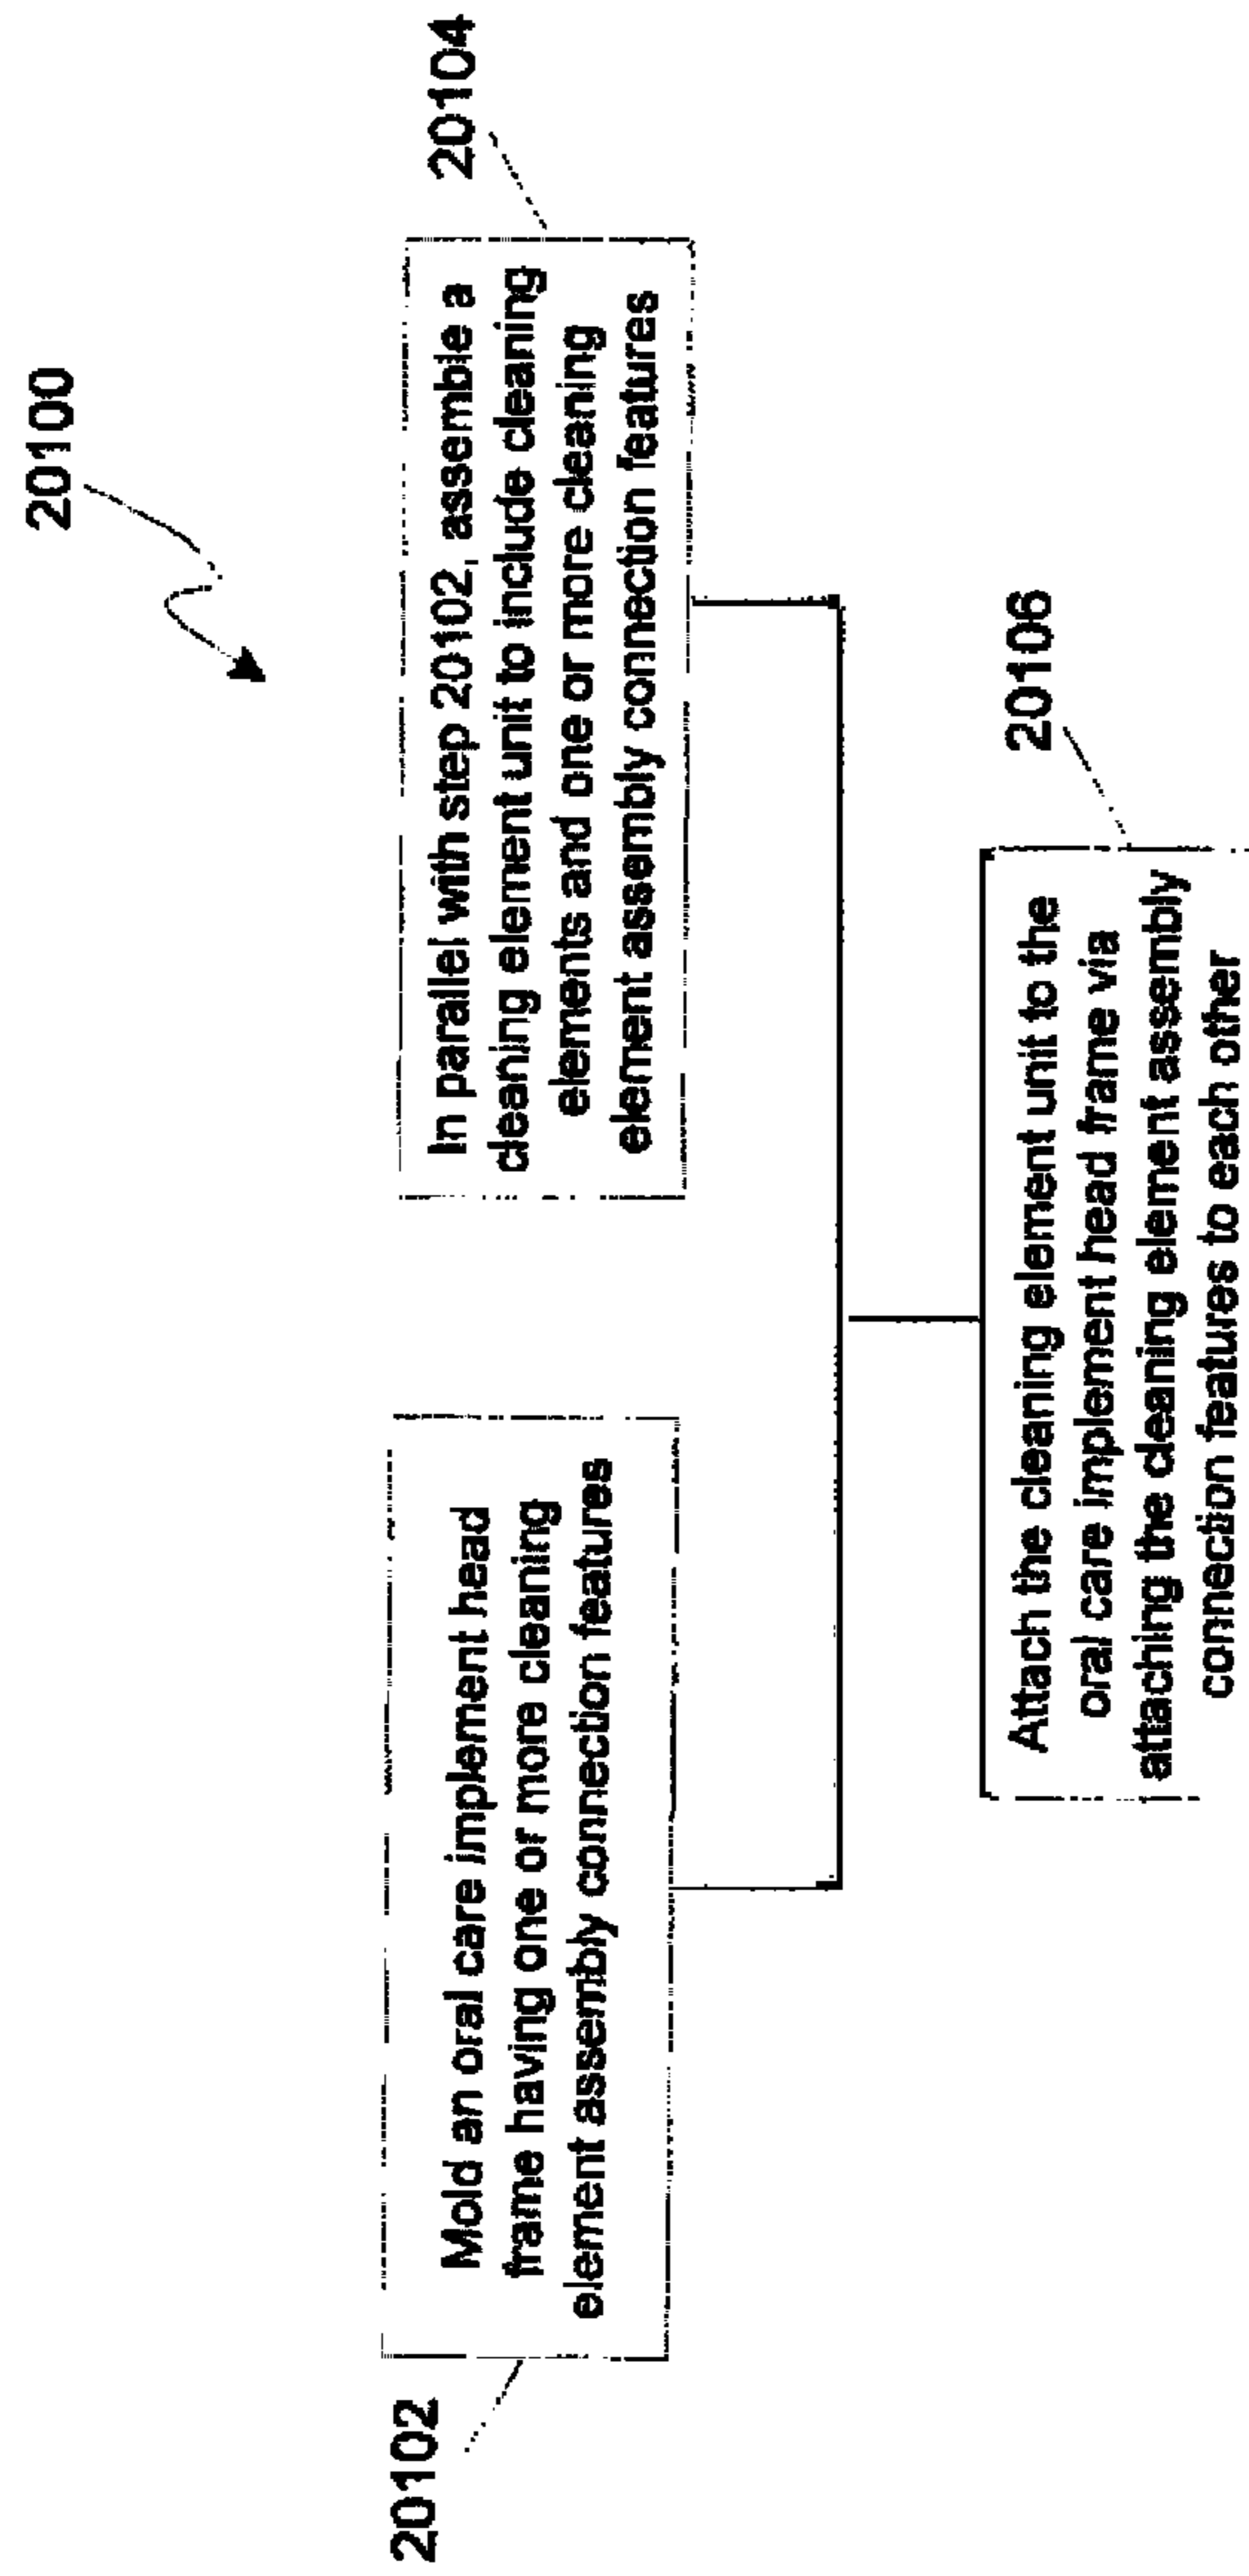 20100
20102
Mold an oral care implement head
frame having one or more cleaning
element assembly connection features
20104
In parallel with step 20102, assemble a
cleaning element unit to include cleaning
elements and one or more cleaning
element assembly connection features
20106
Attach the cleaning element unit to the
oral care implement head frame via
attaching the cleaning element assembly
connection features to each other